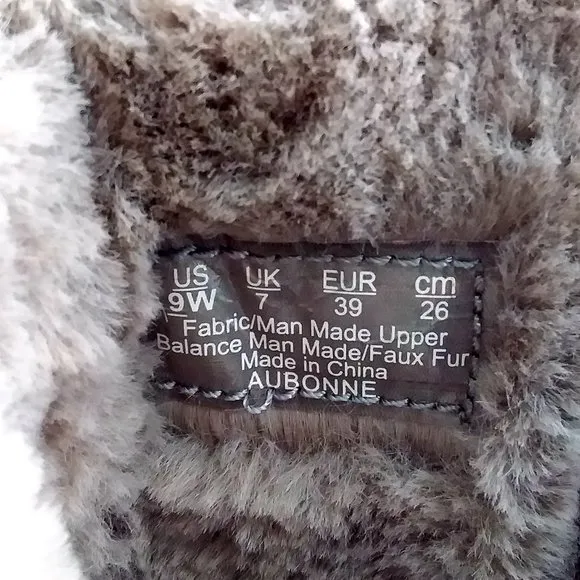 US UK EUR cm
9W 7 39 26
Fabric/Man Made Upper
Balance Man Made/Faux Fur
Made in China
AUBONNE